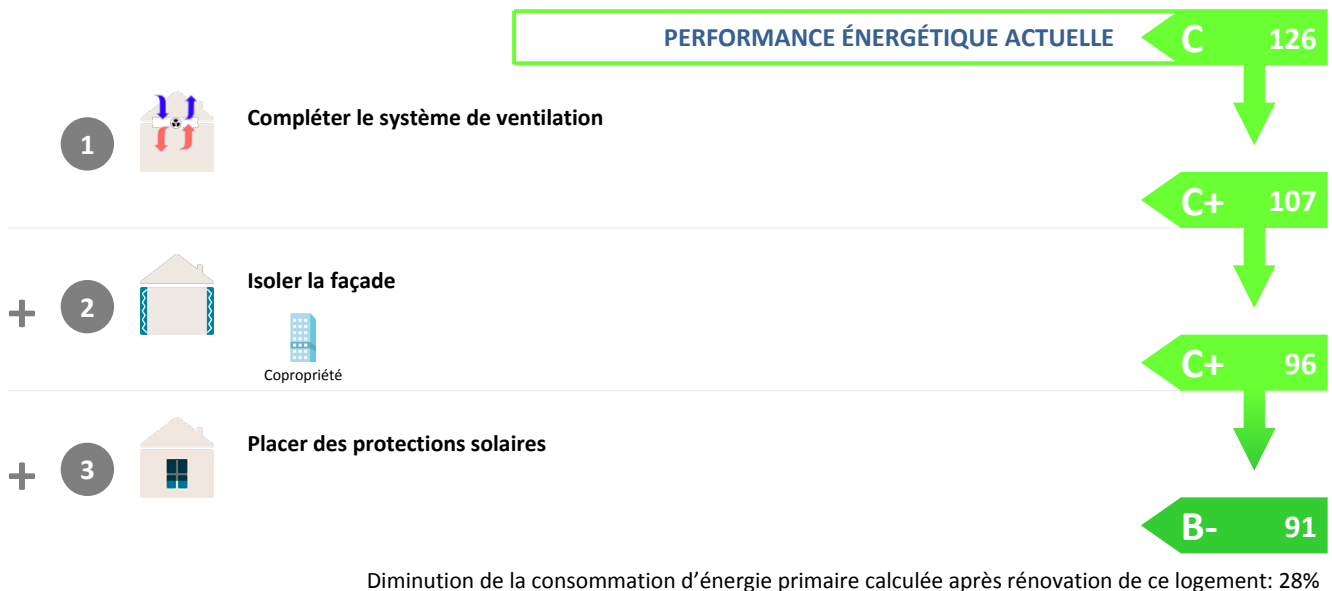 PERFORMANCE ÉNERGÉTIQUE ACTUELLE C 126
1 Compléter le système de ventilation
C+ 107
+ 2 Isoler la façade
Copropriété
C+ 96
+ 3 Placer des protections solaires
B- 91
Diminution de la consommation d’énergie primaire calculée après rénovation de ce logement: 28%